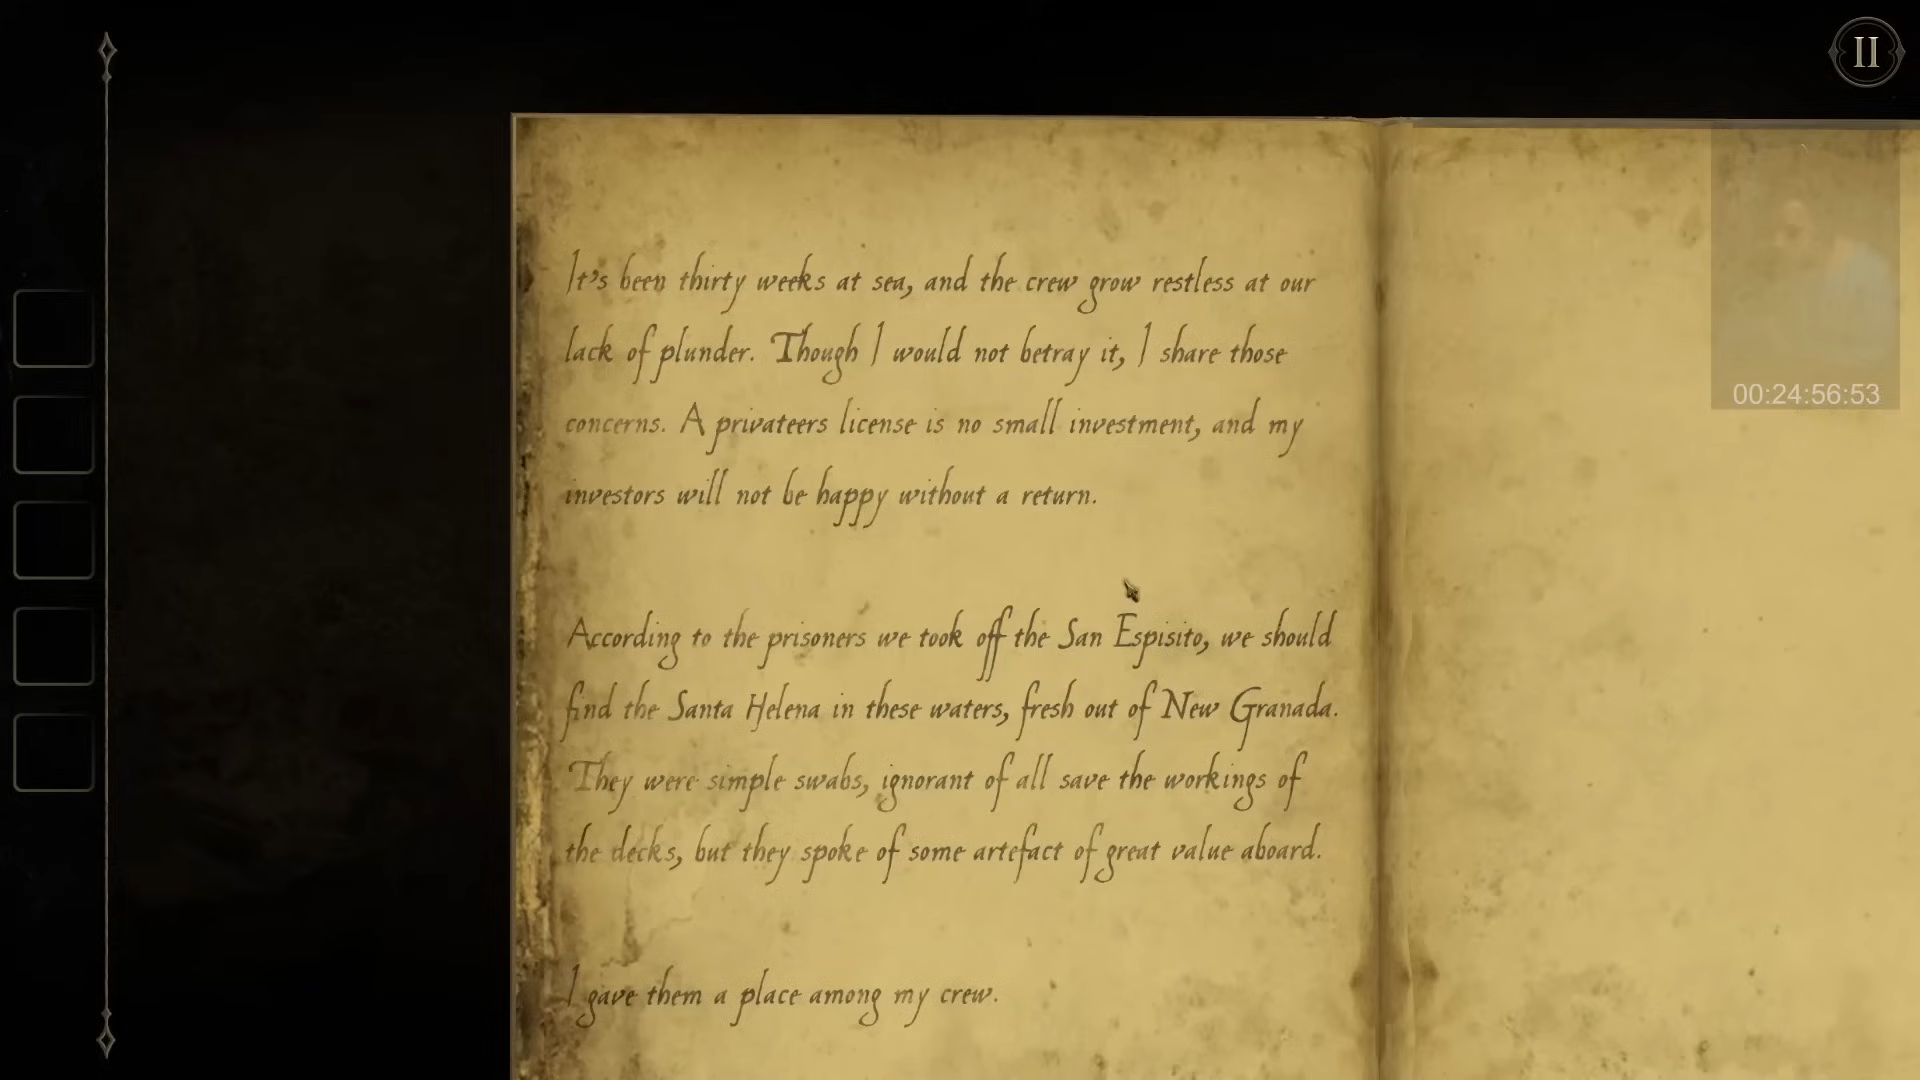 II
It's been thirty weeks at sea, and the crew grow restless at our
lack of plunder. Though I would not betray it, I share those
concerns. A privateers license is no small investment, and my
investors will not be happy without a return.
According to the prisoners we took off the San Espisito, we should
find the Santa Helena in these waters, fresh out of New Granada.
They were simple swabs, ignorant of all save the workings of
the decks, but they spoke of some artefact of great value aboard.
I gave them a place among my crew.
00:24:56:53